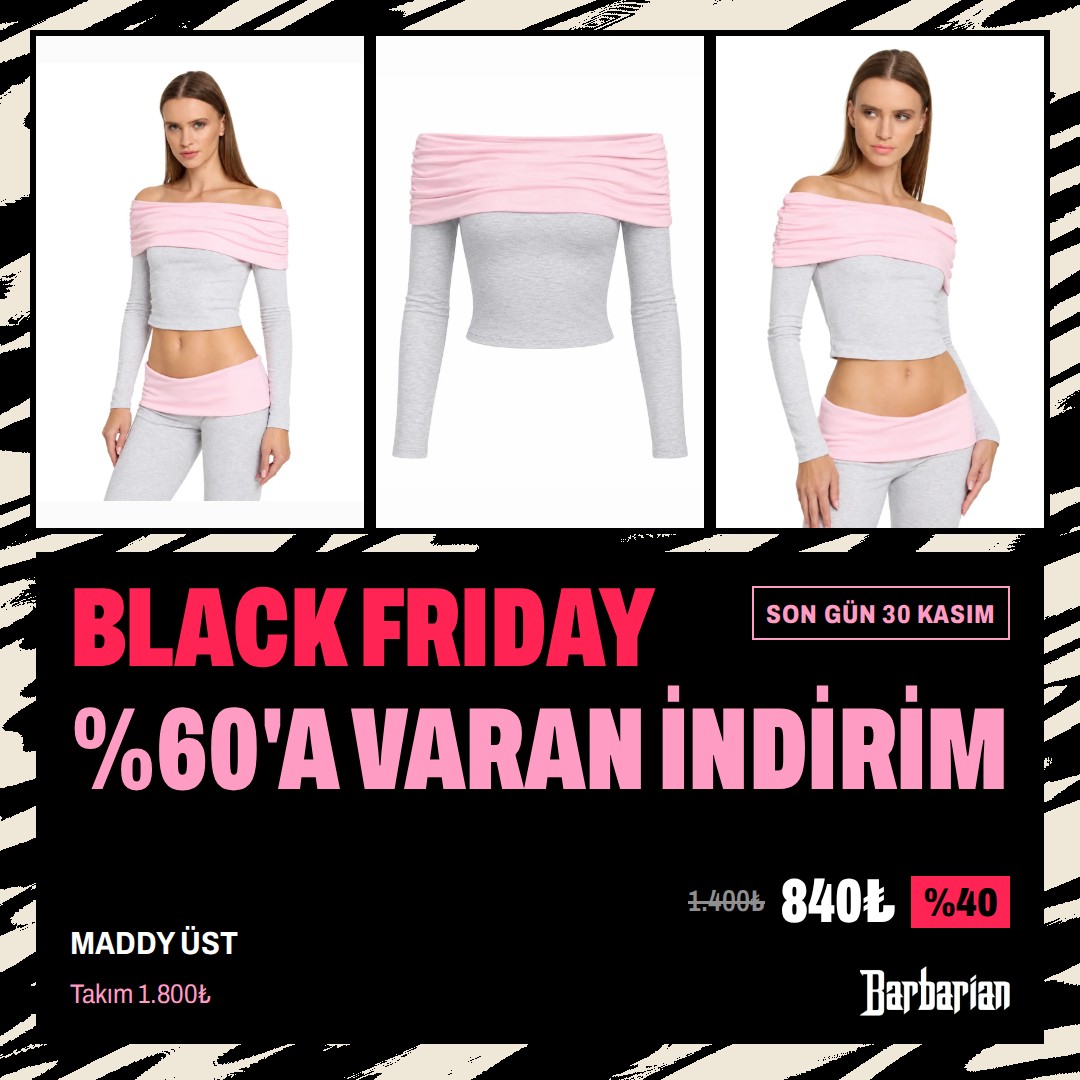 BLACK FRIDAY
SON GÜN 30 KASIM
%60'A VARAN İNDİRİM
1.400₺ 840₺ %40
MADDY ÜST
Takım 1.800₺
Barbarian